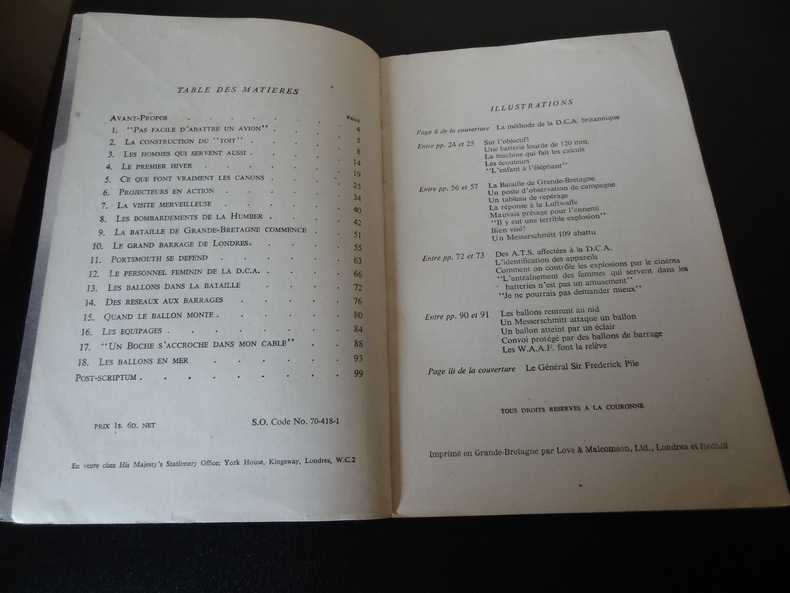 TABLE DES MATIERES
PAGE
AVANT-PROPOS . . . . . . 4
1. "PAS FACILE D'ABATTRE UN AVION" . . . 5
2. LA CONSTRUCTION DU "TOIT" . . . . 8
3. LES HOMMES QUI SERVENT AUSSI . . . . 14
4. LE PREMIER HIVER . . . . . 19
5. CE QUE FONT VRAIMENT LES CANONS . . . 25
6. PROJECTEURS EN ACTION . . . . . 34
7. LA VISITE MERVEILLEUSE . . . . . 40
8. LES BOMBARDEMENTS DE LA HUMBER . . . 42
9. LA BATAILLE DE GRANDE-BRETAGNE COMMENCE . . 51
10. LE GRAND BARRAGE DE LONDRES . . . . 55
11. PORTSMOUTH SE DEFEND . . . . . 63
12. LE PERSONNEL FEMININ DE LA D.C.A. . . . 66
13. LES BALLONS DANS LA BATAILLE . . . . 72
14. DES RESEAUX AUX BARRAGES . . . . 76
15. QUAND LE BALLON MONTE . . . . . 80
16. LES EQUIPAGES . . . . . . 84
17. "UN BOCHE S'ACCROCHE DANS MON CABLE" . . 88
18. LES BALLONS EN MER . . . . . 93
POST-SCRIPTUM . . . . . . . 99
PRIX 1s. 6D. NET
S.O. Code No. 70-418-1
En vente chez His Majesty's Stationery Office; York House, Kingsway, Londres, W.C.2
ILLUSTRATIONS
Page ii de la couverture La méthode de la D.C.A. britannique
Entre pp. 24 et 25 Sur l'objectif!
Une batterie lourde de 120 mm.
La machine qui fait les calculs
Les écouteurs
"L'enfant à l'éléphant"
Entre pp. 56 et 57 La Bataille de Grande-Bretagne
Un poste d'observation de campagne
Un tableau de repérage
La réponse à la Luftwaffe
Mauvais présage pour l'ennemi
"Il y eut une terrible explosion"
Bien visé!
Un Messerschmitt 109 abattu
Entre pp. 72 et 73 Des A.T.S. affectées à la D.C.A.
L'identification des appareils
Comment on contrôle les explosions par le cinéma
"L'entraînement des femmes qui servent dans les
batteries n'est pas un amusement"
"Je ne pourrais pas demander mieux"
Entre pp. 90 et 91 Les ballons rentrent au nid
Un Messerschmitt attaque un ballon
Un ballon atteint par un éclair
Convoi protégé par des ballons de barrage
Les W.A.A.F. font la relève
Page iii de la couverture Le Général Sir Frederick Pile
TOUS DROITS RESERVES A LA COURONNE
Imprimé en Grande-Bretagne par Love & Malcomson, Ltd., Londres et Redhill